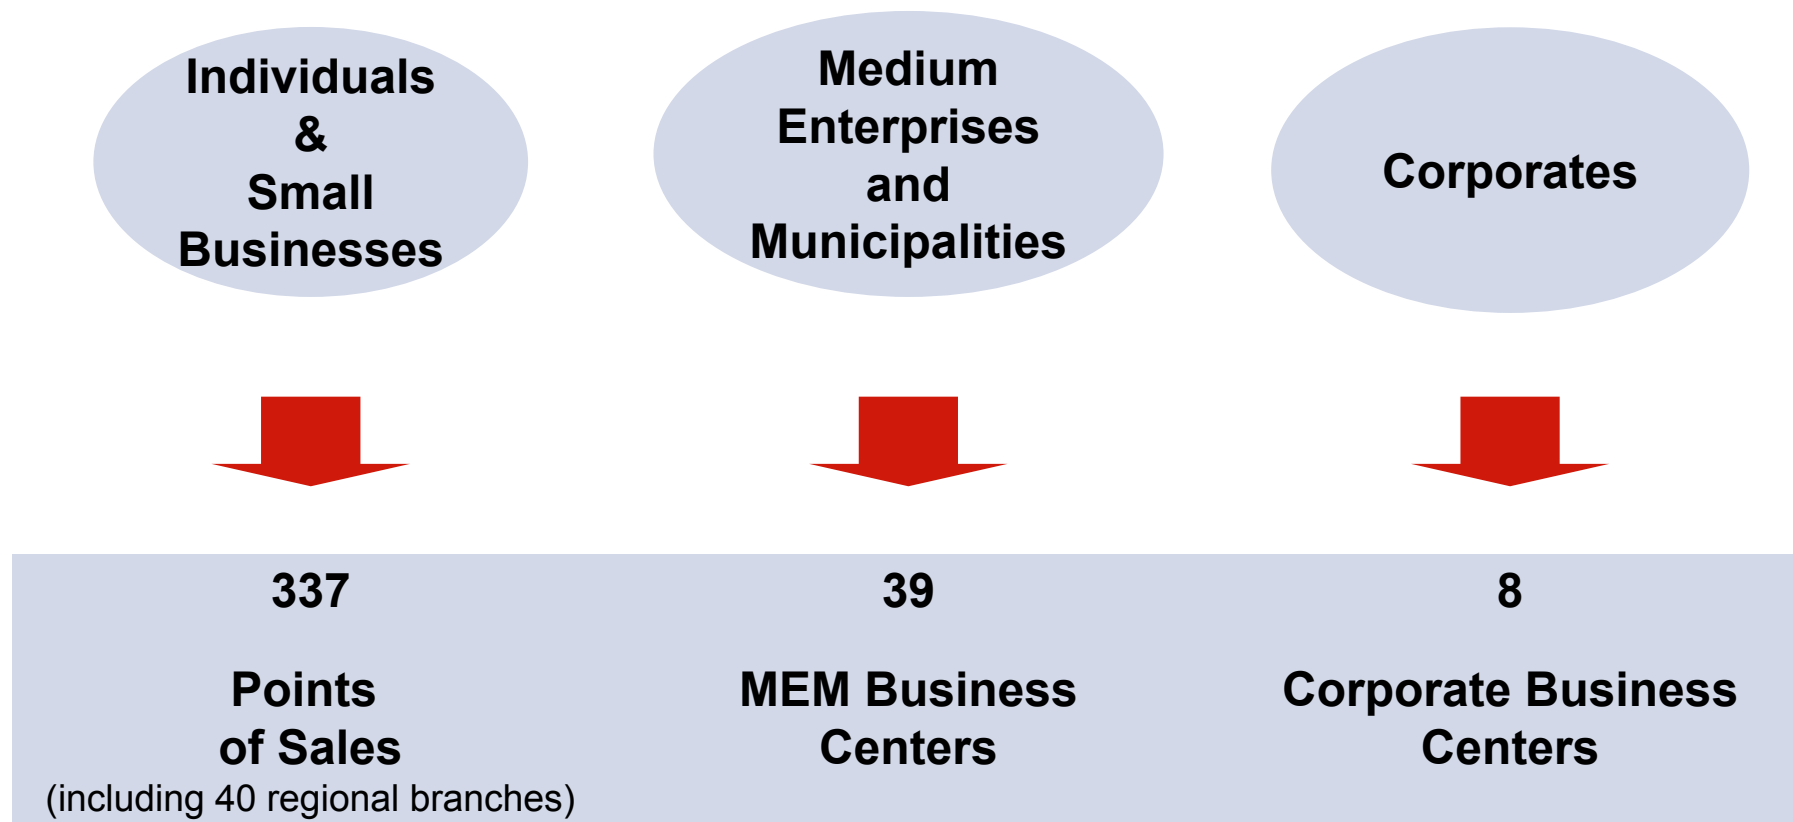 Individuals
&
Small
Businesses
Medium
Enterprises
and
Municipalities
Corporates
337
Points
of Sales
(including 40 regional branches)
39
MEM Business
Centers
8
Corporate Business
Centers